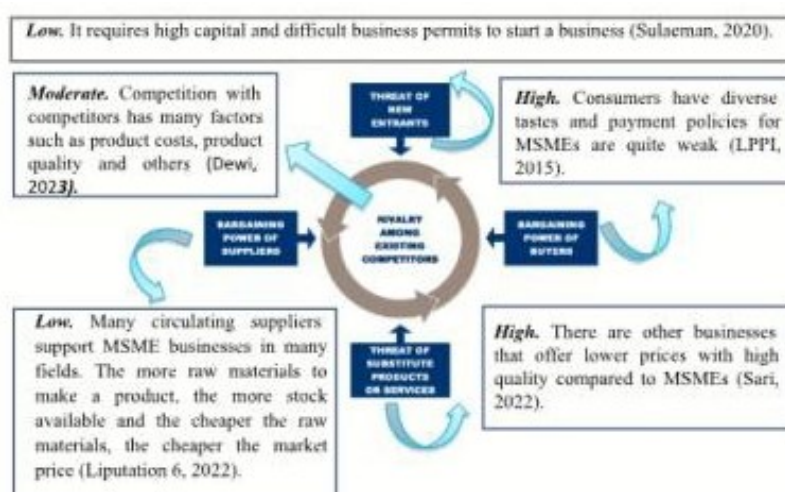 Low. It requires high capital and difficult business permits to start a business (Sulaeman, 2020).
Moderate. Competition with
competitors has many factors
such as product costs, product
quality and others (Dewi,
2023).
THREAT OF
NEW
ENTRANTS
High. Consumers have diverse
tastes and payment policies for
MSMEs are quite weak (LPPI,
2015).
BARGAINING
POWER OF
SUPPLIERS
RIVALRY
AMONG
EXISTING
COMPETITORS
BARGAINING
POWER OF
BUYERS
Low. Many circulating suppliers
support MSME businesses in many
fields. The more raw materials to
make a product, the more stock
available and the cheaper the raw
materials, the cheaper the market
price (Liputation 6, 2022).
THREAT OF
SUBSTITUTE
PRODUCTS
OR SERVICES
High. There are other businesses
that offer lower prices with high
quality compared to MSMEs (Sari,
2022).